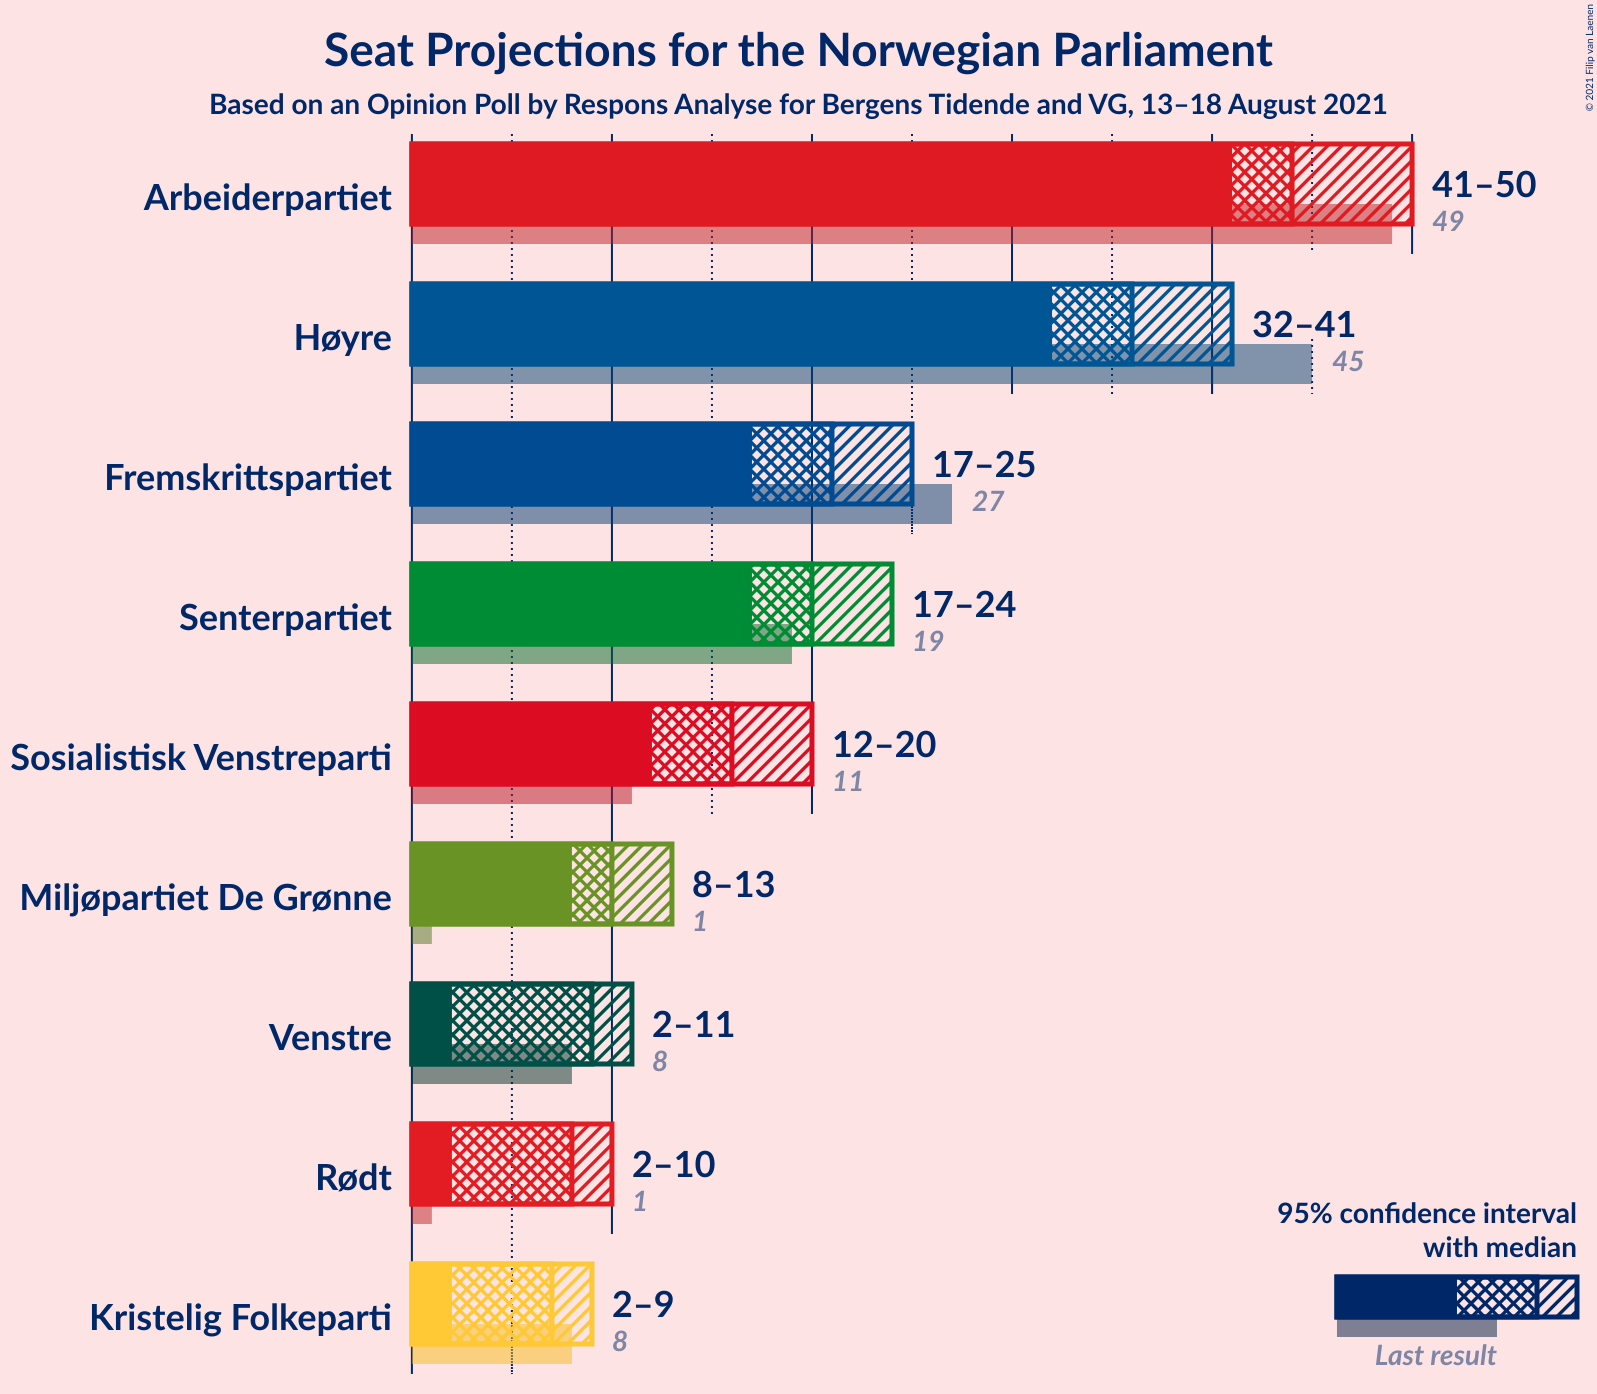 Seat Projections for the Norwegian Parliament
Based on an Opinion Poll by Respons Analyse for Bergens Tidende and VG, 13–18 August 2021
© 2021 Filip van Laenen
Arbeiderpartiet
41–50
49
Høyre
32–41
45
Fremskrittspartiet
17–25
27
Senterpartiet
17–24
19
Sosialistisk Venstreparti
12–20
11
Miljøpartiet De Grønne
8–13
1
Venstre
2–11
8
Rødt
2–10
1
Kristelig Folkeparti
2–9
8
95% confidence interval
with median
Last result